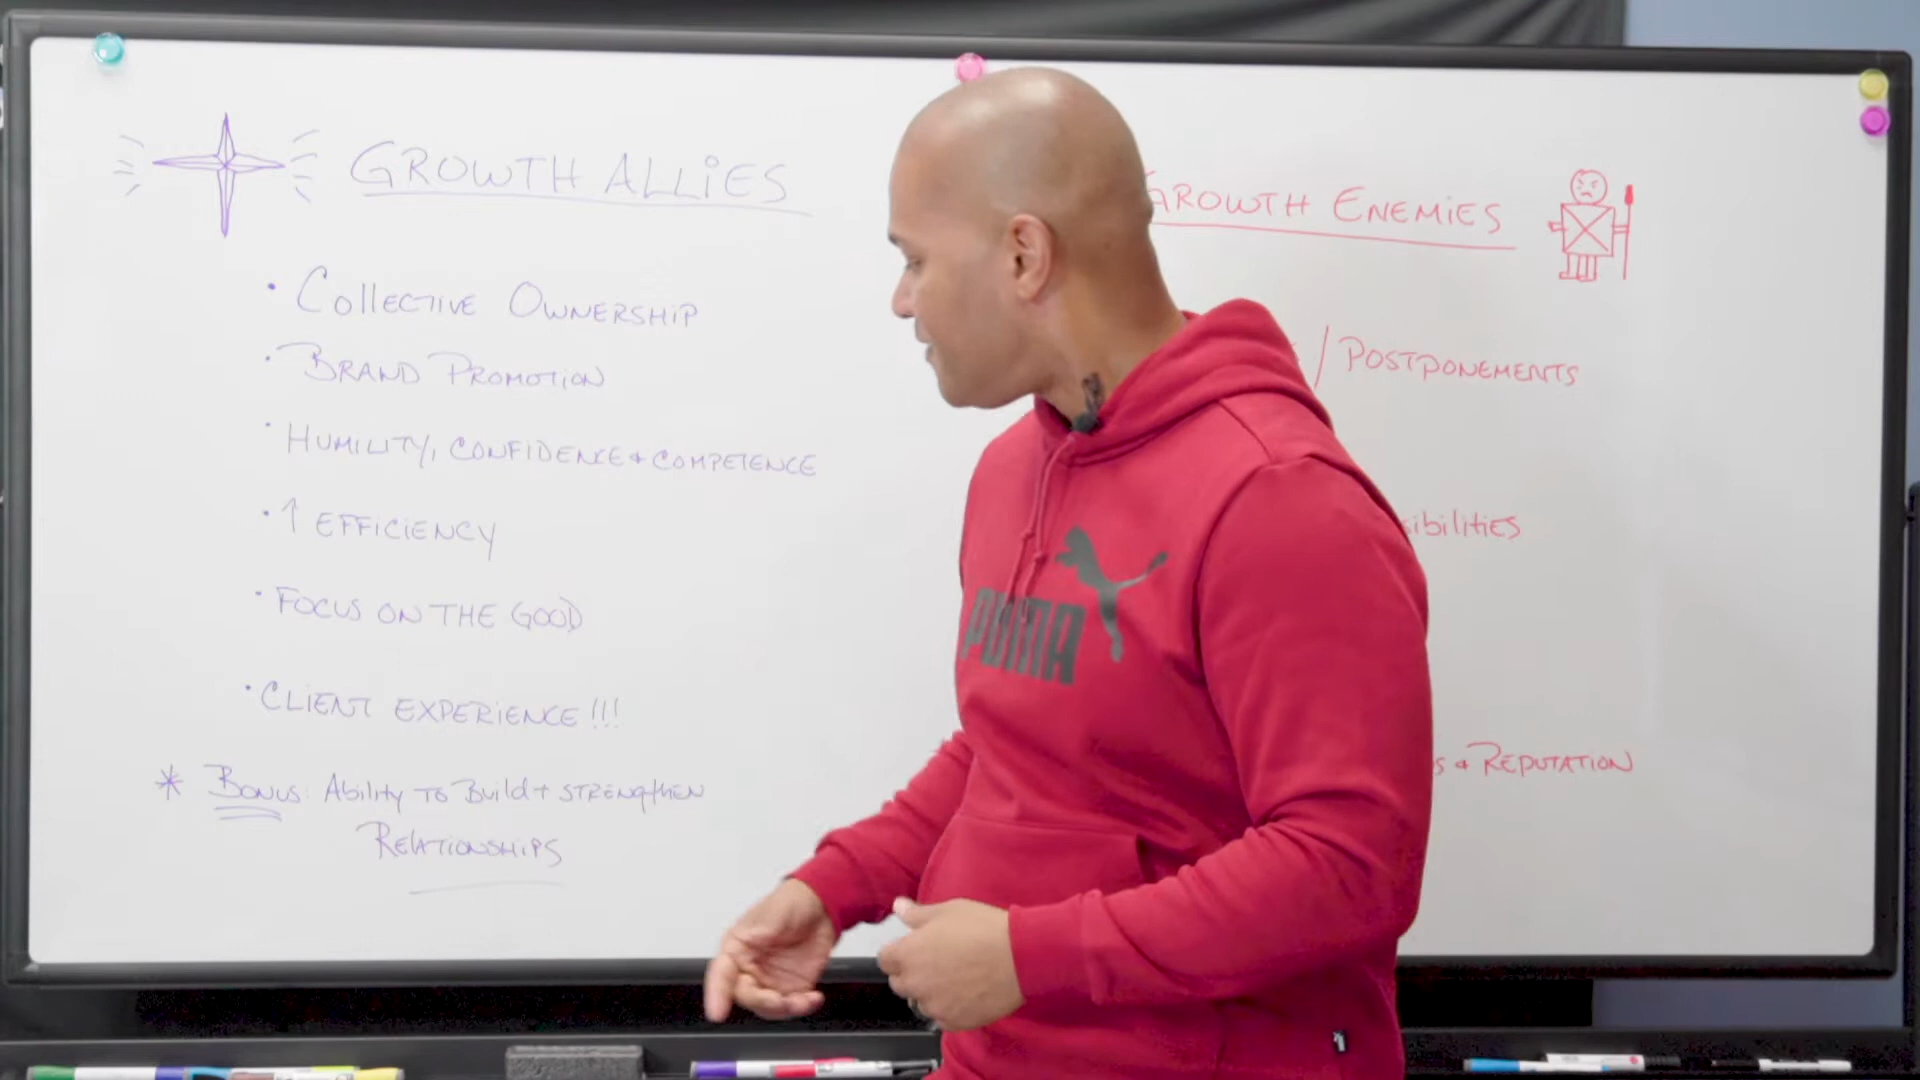 GROWTH ALLiES
• Collective Ownership
• Brand Promotion
• Humility, Confidence + Competence
• ↑ Efficiency
• Focus on the Good
• Client Experience!!!
* Bonus: Ability to Build + Strengthen
Relationships
GROWTH ENEMiES
/ Postponements
sibilities
s + Reputation
PUMA